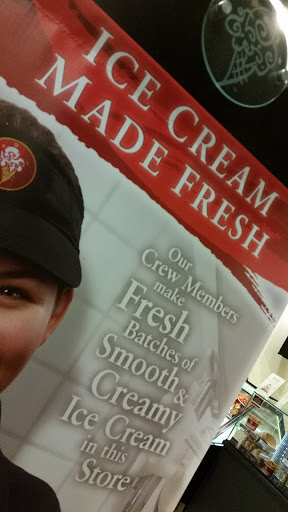 ICE CREAM
MADE FRESH
Our
Crew Members
make
Fresh
Batches of
Smooth &
Creamy
Ice Cream
in this
Store!